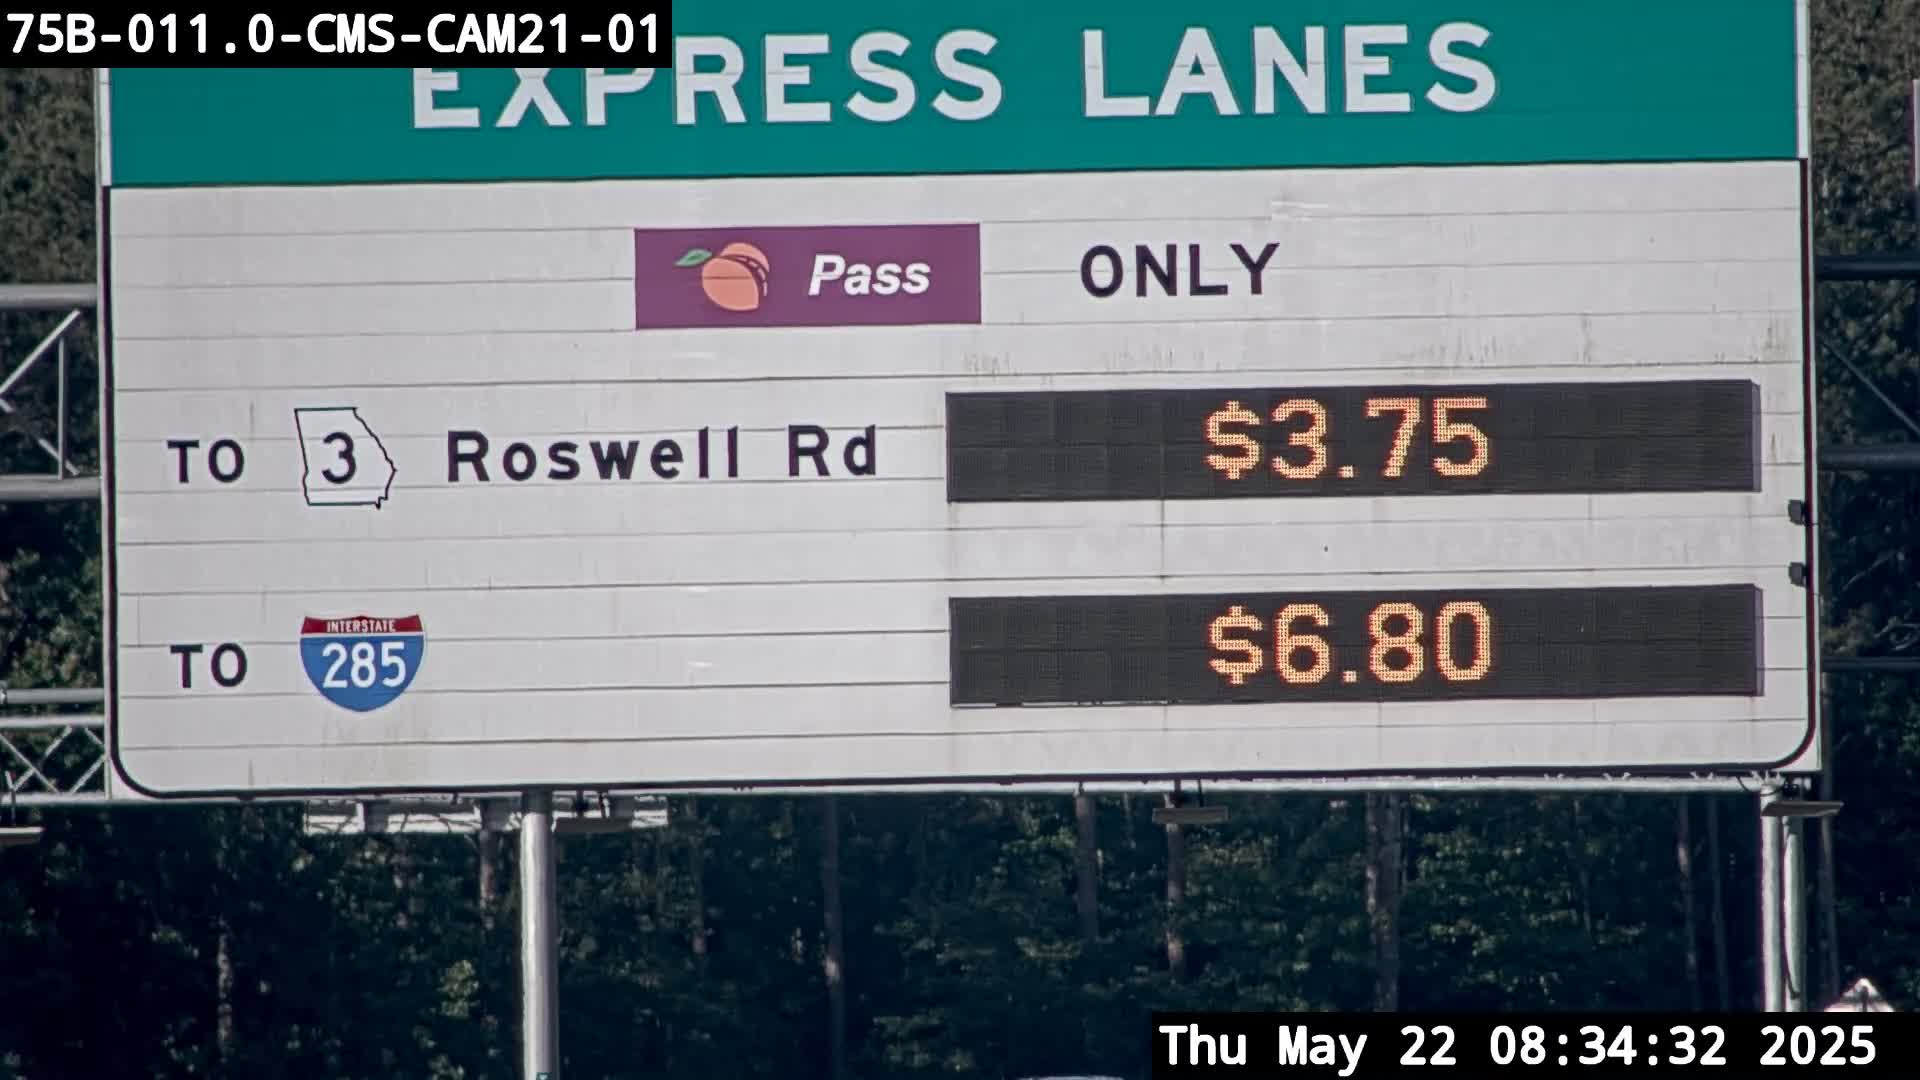 75B-011.0-CMS-CAM21-01
EXPRESS LANES
Pass ONLY
TO 3 Roswell Rd $3.75
INTERSTATE
TO 285 $6.80
Thu May 22 08:34:32 2025